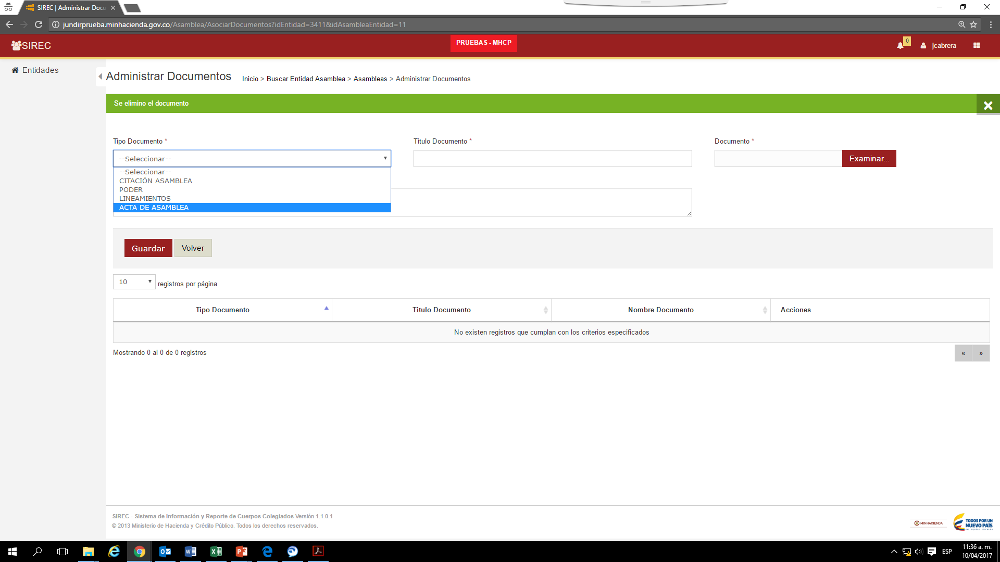 SIREC | Administrar Docu
jundirprueba.minhacienda.gov.co/Asamblea/AsociarDocumentos?idEntidad=3411&idAsambleaEntidad=11
SIREC
PRUEBAS - MHCP
0
jcabrera
Entidades
Administrar Documentos
Inicio > Buscar Entidad Asamblea > Asambleas > Administrar Documentos
Se elimino el documento
Tipo Documento *
Titulo Documento *
Documento *
--Seleccionar--
Examinar...
--Seleccionar--
CITACIÓN ASAMBLEA
PODER
LINEAMIENTOS
ACTA DE ASAMBLEA
Guardar
Volver
10
registros por página
Tipo Documento
Titulo Documento
Nombre Documento
Acciones
No existen registros que cumplan con los criterios especificados
Mostrando 0 al 0 de 0 registros
«
»
SIREC - Sistema de Información y Reporte de Cuerpos Colegiados Versión 1.1.0.1
© 2013 Ministerio de Hacienda y Crédito Público. Todos los derechos reservados.
MINHACIENDA
TODOS POR UN
NUEVO PAÍS
PAZ EQUIDAD EDUCACIÓN
ESP
11:36 a. m.
10/04/2017